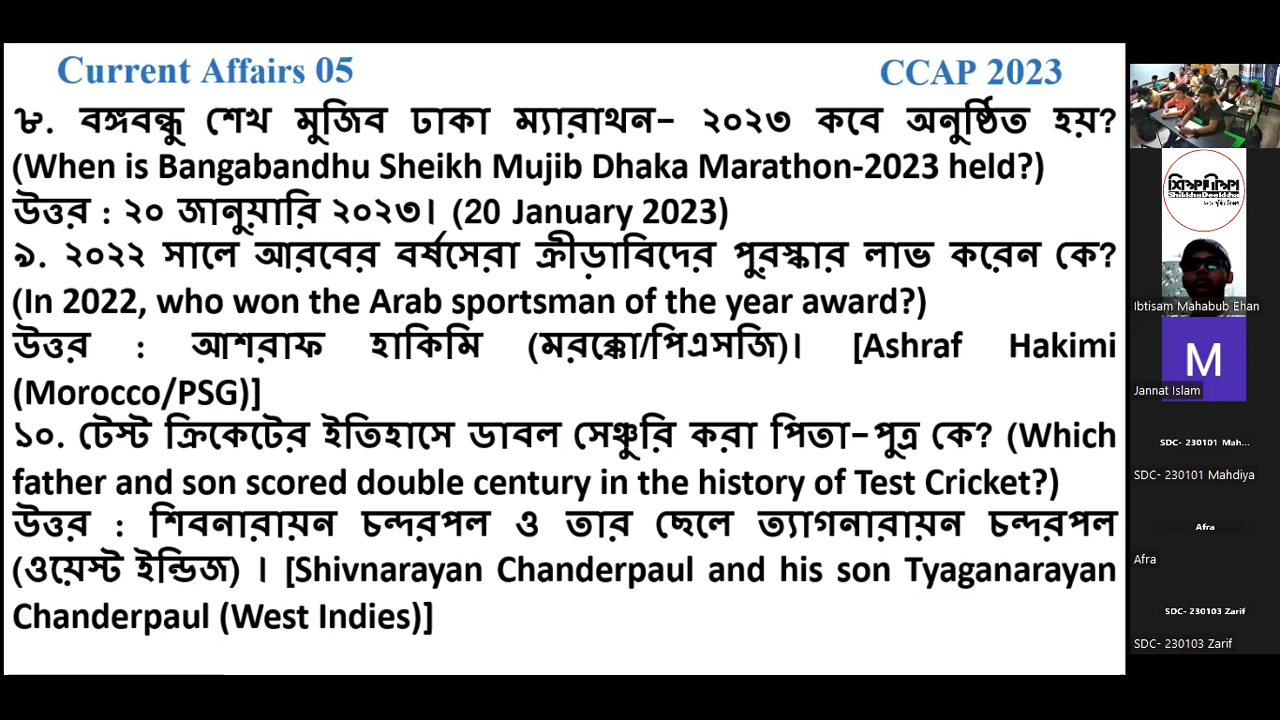 Current Affairs 05
CCAP 2023
৮. বঙ্গবন্ধু শেখ মুজিব ঢাকা ম্যারাথন- ২০২৩ কবে অনুষ্ঠিত হয়?
(When is Bangabandhu Sheikh Mujib Dhaka Marathon-2023 held?)
উত্তর : ২০ জানুয়ারি ২০২৩। (20 January 2023)
৯. ২০২২ সালে আরবের বর্ষসেরা ক্রীড়াবিদের পুরস্কার লাভ করেন কে?
(In 2022, who won the Arab sportsman of the year award?)
উত্তর : আশরাফ হাকিমি (মরক্কো/পিএসজি)। [Ashraf Hakimi
(Morocco/PSG)]
১০. টেস্ট ক্রিকেটের ইতিহাসে ডাবল সেঞ্চুরি করা পিতা-পুত্র কে? (Which
father and son scored double century in the history of Test Cricket?)
উত্তর : শিবনারায়ন চন্দরপল ও তার ছেলে ত্যাগনারায়ন চন্দরপল
(ওয়েস্ট ইন্ডিজ) । [Shivnarayan Chanderpaul and his son Tyaganarayan
Chanderpaul (West Indies)]
Ibtisam Mahabub Ehan
M
Jannat Islam
SDC- 230101 Mah...
SDC- 230101 Mahdiya
Afra
Afra
SDC- 230103 Zarif
SDC- 230103 Zarif